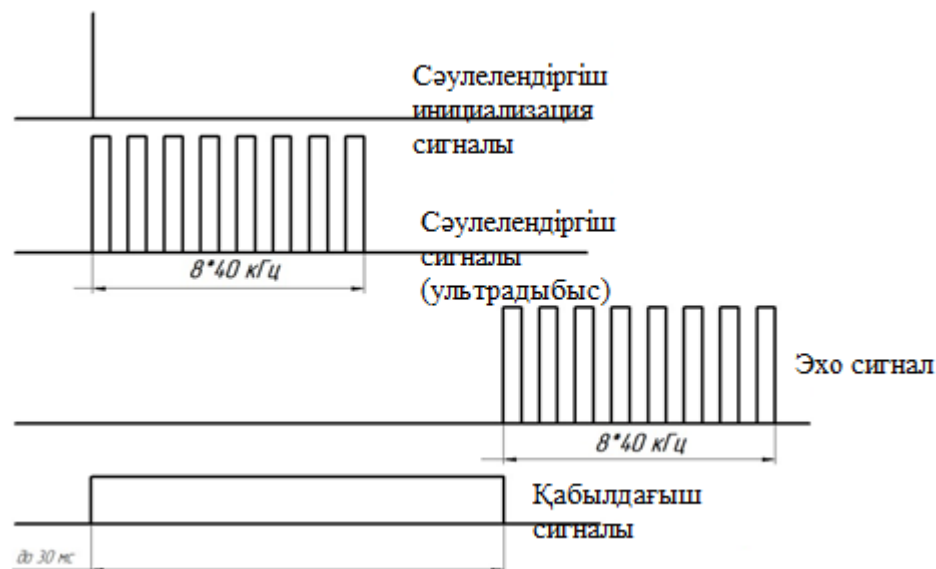 Сәулелендіргіш
инициализация
сигналы
Сәулелендіргіш
сигналы
(ультрадыбыс)
8*40 кГц
Эхо сигнал
8*40 кГц
Қабылдағыш
сигналы
до 30 мс